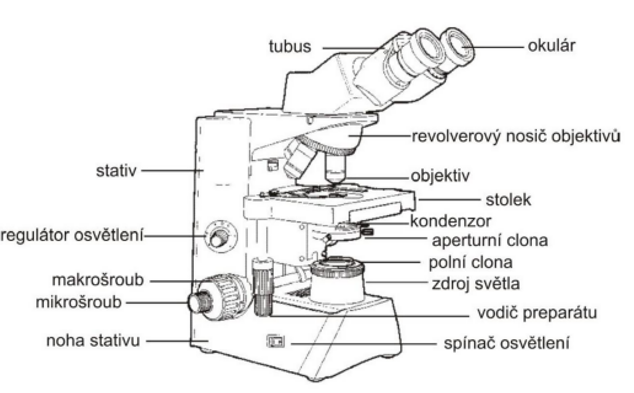 tubus
okulár
revolverový nosič objektivů
stativ
objektiv
stolek
kondenzor
regulátor osvětlení
aperturní clona
polní clona
makrošroub
zdroj světla
mikrošroub
vodič preparátu
noha stativu
spínač osvětlení